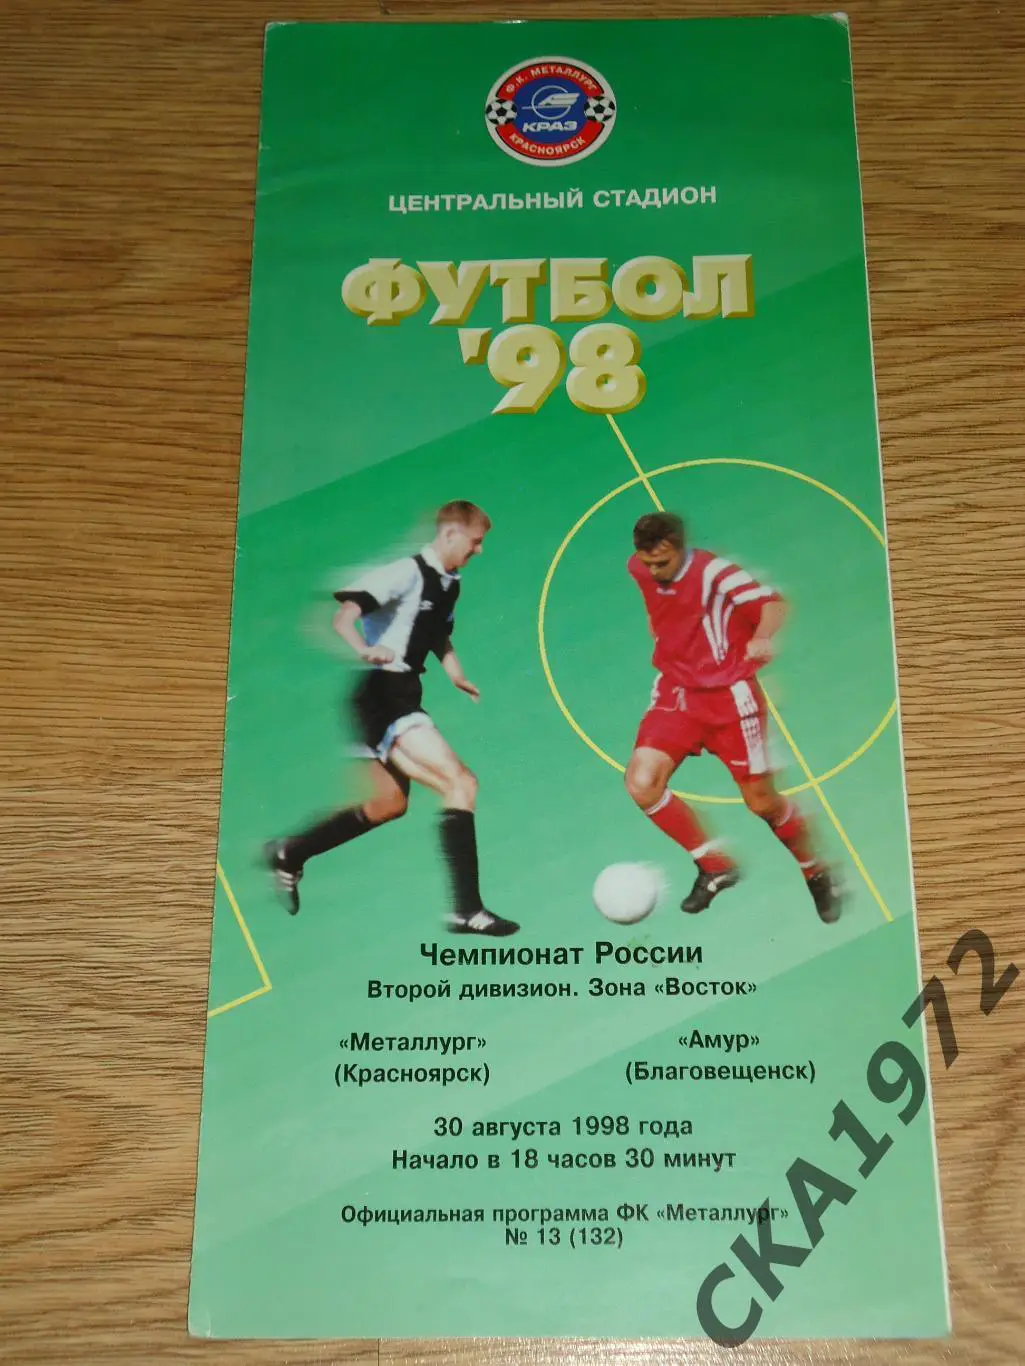 Ф.К. МЕТАЛЛУРГ
КРАЗ
КРАСНОЯРСК
ЦЕНТРАЛЬНЫЙ СТАДИОН
ФУТБОЛ
'98
Чемпионат России
Второй дивизион. Зона «Восток»
«Металлург» «Амур»
(Красноярск) (Благовещенск)
30 августа 1998 года
Начало в 18 часов 30 минут
Официальная программа ФК «Металлург»
№ 13 (132)
СКА1972